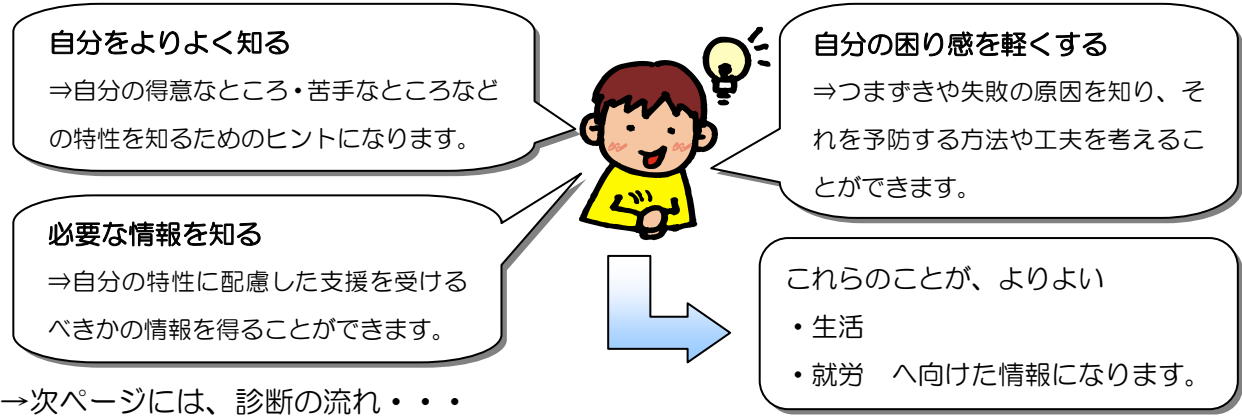 自分をよりよく知る
⇒自分の得意なところ・苦手なところなど
の特性を知るためのヒントになります。
必要な情報を知る
⇒自分の特性に配慮した支援を受ける
べきかの情報を得ることができます。
自分の困り感を軽くする
⇒つまずきや失敗の原因を知り、そ
れを予防する方法や工夫を考えるこ
とができます。
これらのことが、よりよい
・生活
・就労　へ向けた情報になります。
→次ページには、診断の流れ・・・